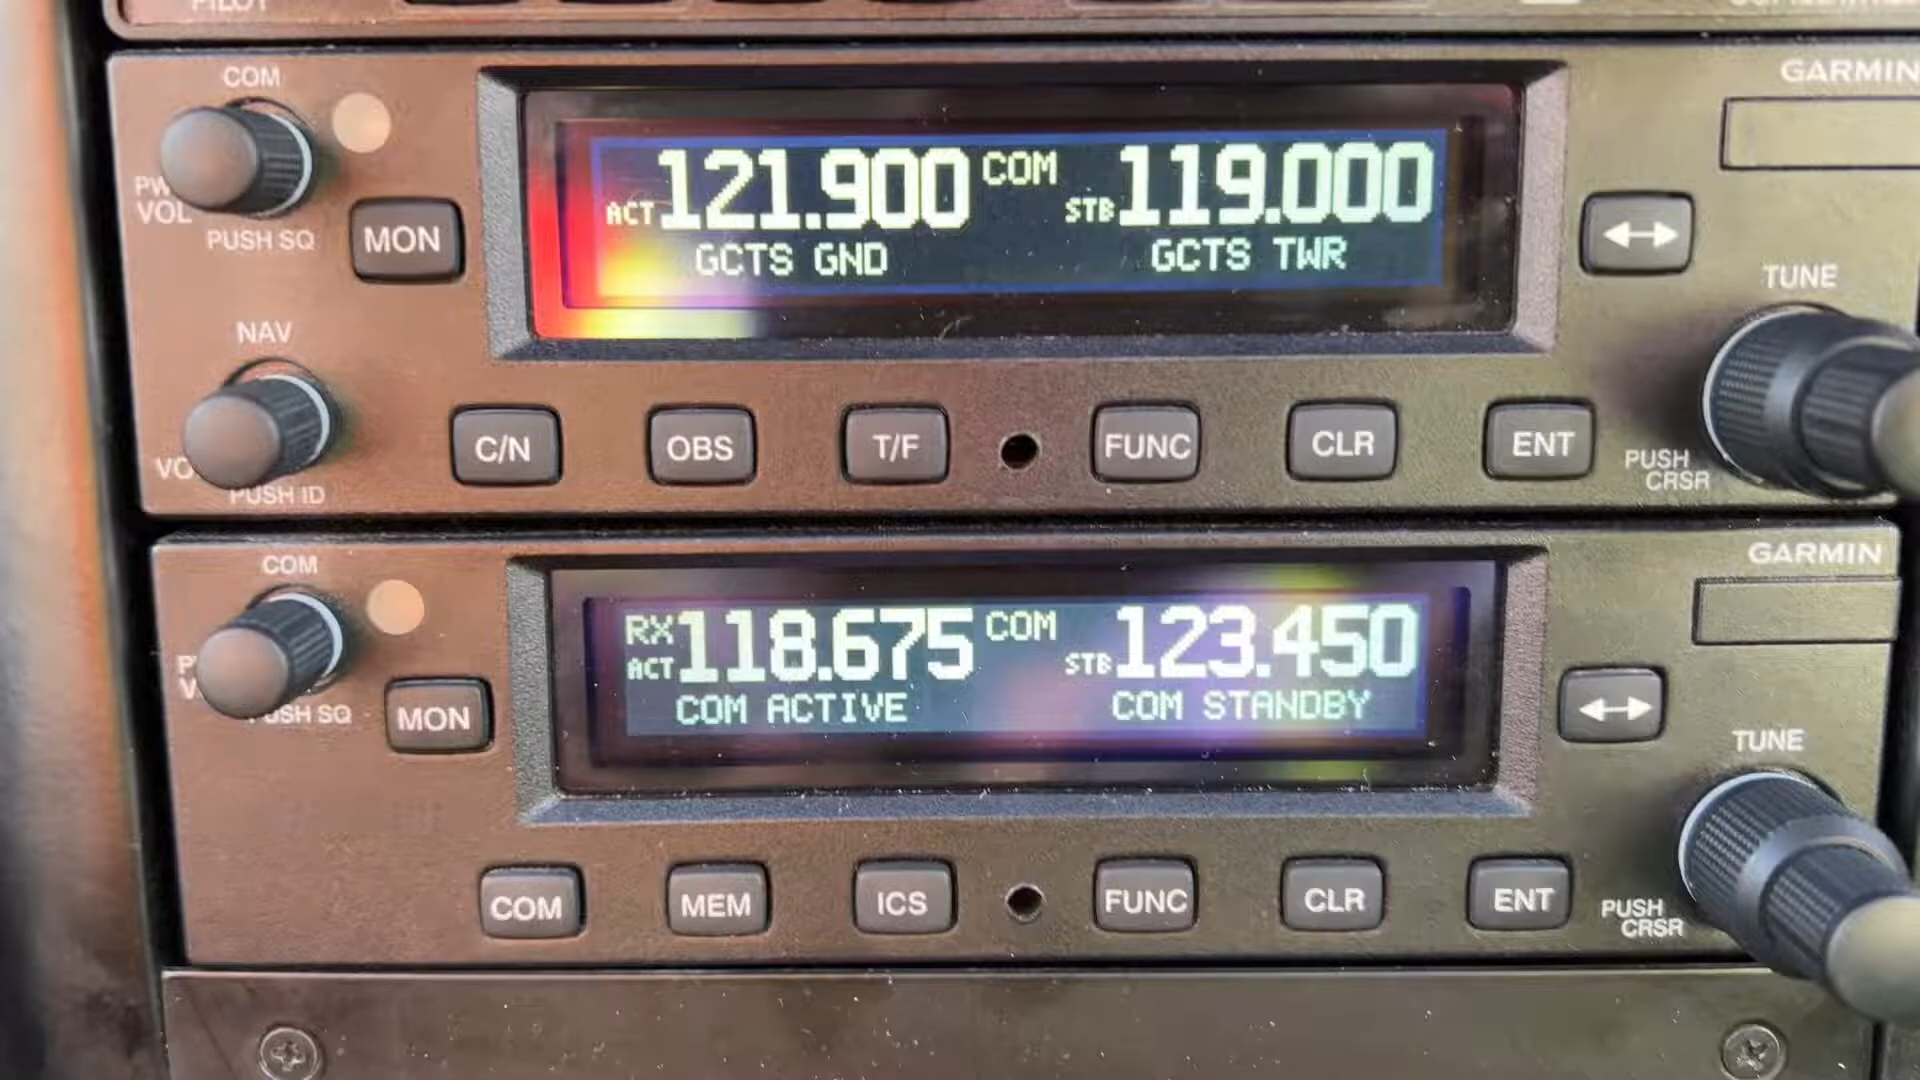 PILOT
COM
GARMIN
121.900 COM 119.000
ACT STB
GCTS GND GCTS TWR
VOL
PUSH SQ
MON
TUNE
NAV
C/N OBS T/F FUNC CLR ENT
PUSH
CRSR
PUSH ID
COM
GARMIN
RX 118.675 COM 123.450
ACT STB
COM ACTIVE COM STANDBY
PUSH SQ
MON
TUNE
COM MEM ICS FUNC CLR ENT
PUSH
CRSR